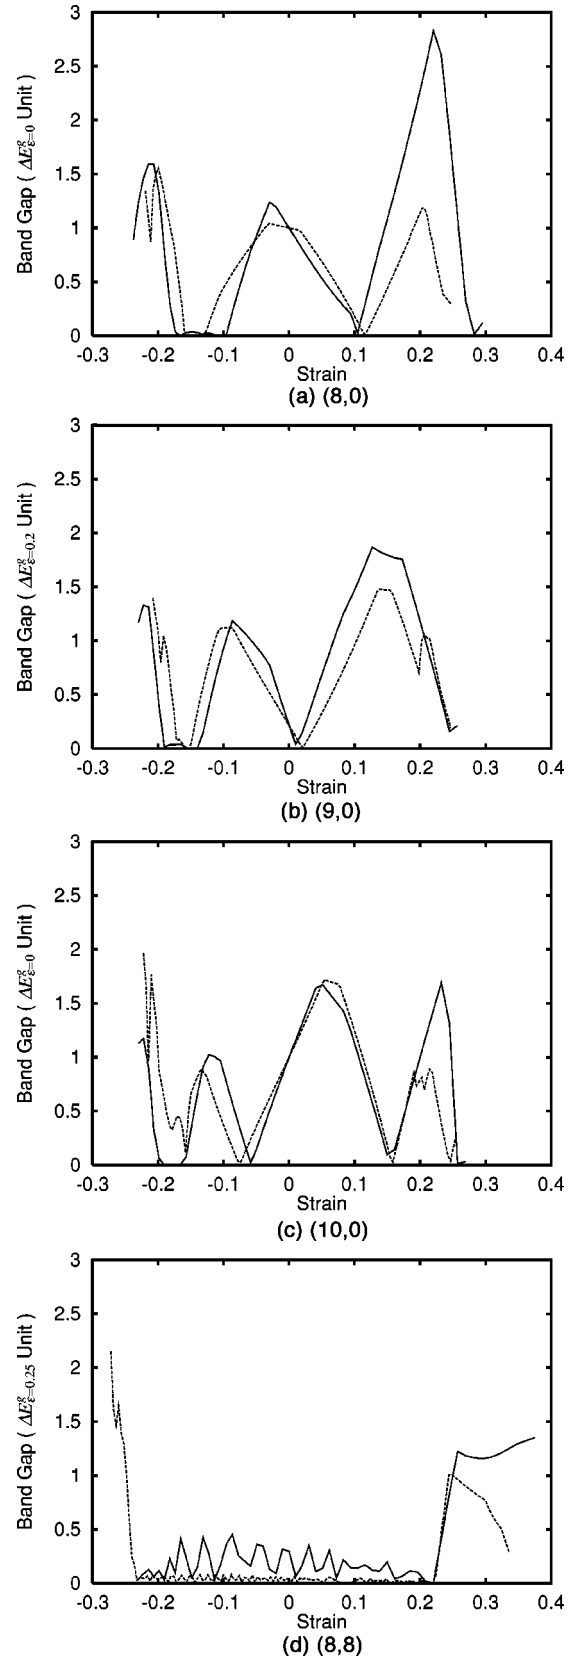 3
2.5
2
1.5
1
0.5
0
Band Gap ( ΔE^g_ε=0 Unit )
-0.3 -0.2 -0.1 0 0.1 0.2 0.3 0.4
Strain
(a) (8,0)
3
2.5
2
1.5
1
0.5
0
Band Gap ( ΔE^g_ε=0.2 Unit )
-0.3 -0.2 -0.1 0 0.1 0.2 0.3 0.4
Strain
(b) (9,0)
3
2.5
2
1.5
1
0.5
0
Band Gap ( ΔE^g_ε=0 Unit )
-0.3 -0.2 -0.1 0 0.1 0.2 0.3 0.4
Strain
(c) (10,0)
3
2.5
2
1.5
1
0.5
0
Band Gap ( ΔE^g_ε=0.25 Unit )
-0.3 -0.2 -0.1 0 0.1 0.2 0.3 0.4
Strain
(d) (8,8)